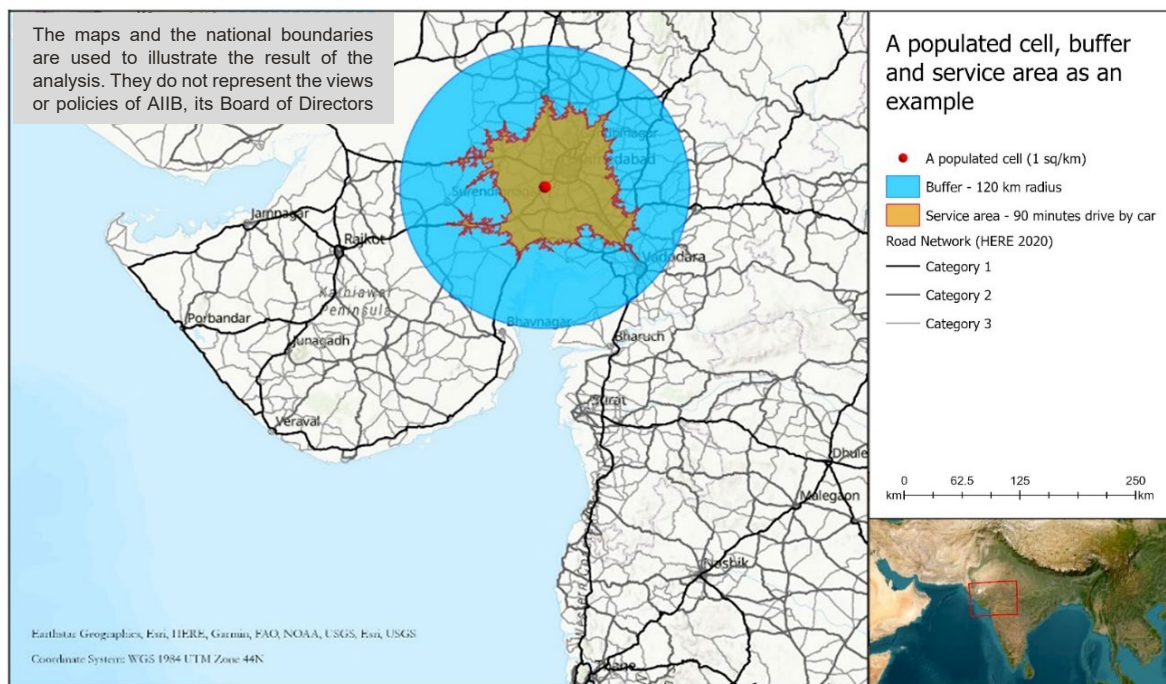 The maps and the national boundaries
are used to illustrate the result of the
analysis. They do not represent the views
or policies of AIIB, its Board of Directors
A populated cell, buffer
and service area as an
example
A populated cell (1 sq/km)
Buffer - 120 km radius
Service area - 90 minutes drive by car
Road Network (HERE 2020)
Category 1
Category 2
Category 3
0 62.5 125 250
km km
Jamnagar
Rajkot
Kathiawar
Peninsula
Porbandar
Junagadh
Veraval
Bhavnagar
Vadodara
Bharuch
Surat
Dhule
Malegaon
Nashik
Thane
Earthstar Geographics, Esri, HERE, Garmin, FAO, NOAA, USGS, Esri, USGS
Coordinate System: WGS 1984 UTM Zone 44N